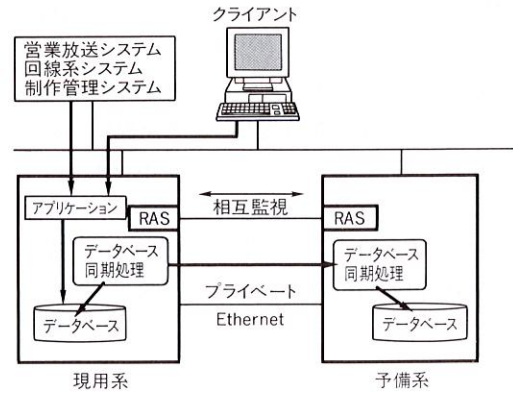 クライアント
営業放送システム
回線系システム
制作管理システム
アプリケーション
RAS
相互監視
RAS
データベース
同期処理
データベース
同期処理
プライベート
Ethernet
データベース
データベース
現用系
予備系